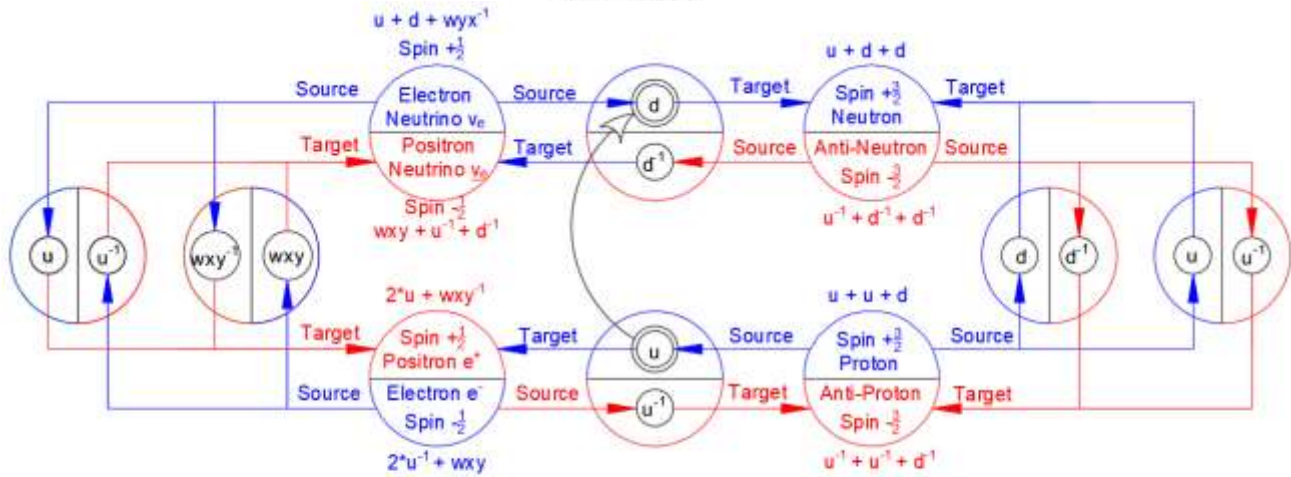 u + d + wyx⁻¹
Spin +½
u + d + d
Source
Electron
Neutrino vₑ
Source
d
Target
Spin +3/2
Neutron
Target
Target
Positron
Neutrino vₑ
Target
d⁻¹
Source
Anti-Neutron
Spin -3/2
Source
Spin -½
wxy + u⁻¹ + d⁻¹
u⁻¹ + d⁻¹ + d⁻¹
u
u⁻¹
wxy⁻¹
wxy
d
d⁻¹
u
u⁻¹
2*u + wxy⁻¹
u + u + d
Target
Spin +½
Positron e⁺
Target
u
Source
Spin +3/2
Proton
Source
Source
Electron e⁻
Spin -½
Source
u⁻¹
Target
Anti-Proton
Spin -3/2
Target
2*u⁻¹ + wxy
u⁻¹ + u⁻¹ + d⁻¹